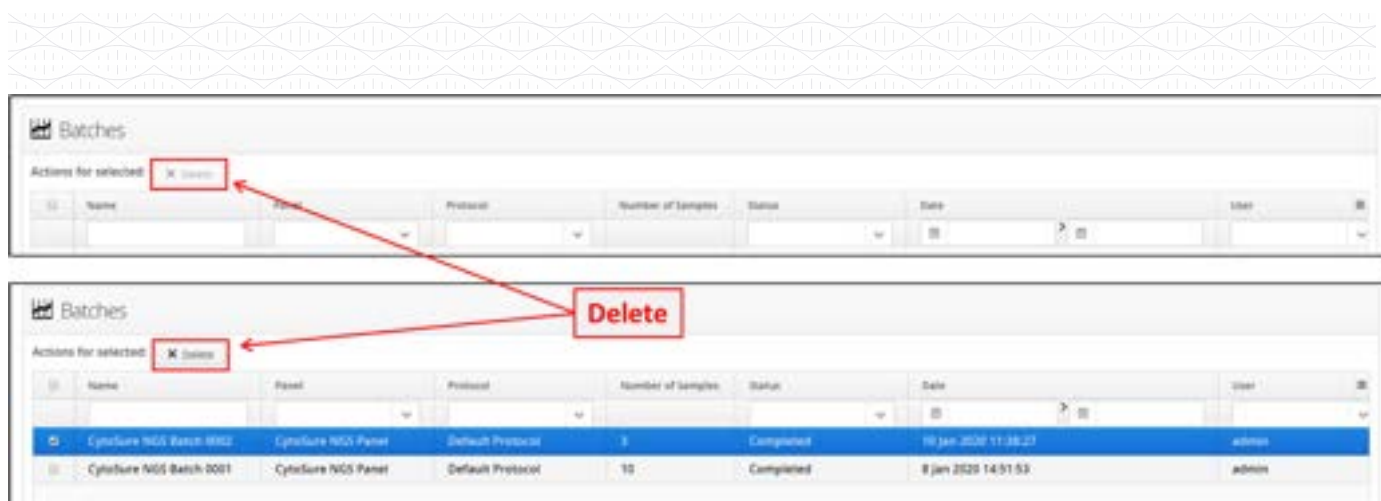 Batches
Actions for selected: × Delete
Name Panel Protocol Number of Samples Status Date User
Delete
Batches
Actions for selected: × Delete
Name Panel Protocol Number of Samples Status Date User
CytoSure NGS Batch 0002 CytoSure NGS Panel Default Protocol 3 Completed 10 Jan 2020 11:38:27 admin
CytoSure NGS Batch 0001 CytoSure NGS Panel Default Protocol 10 Completed 8 Jan 2020 14:51:53 admin